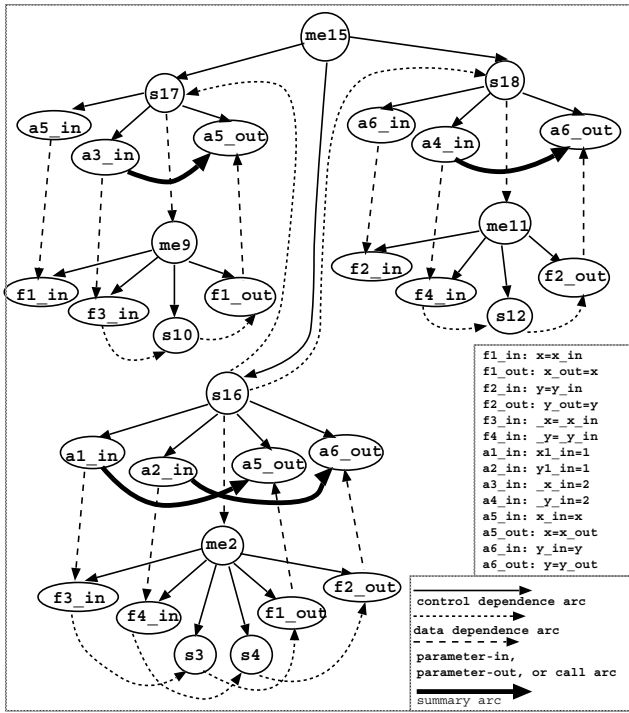 me15
s17
s18
a5_in
a3_in
a5_out
a6_in
a4_in
a6_out
me9
me11
f1_in
f3_in
f1_out
s10
f2_in
f4_in
f2_out
s12
s16
a1_in
a2_in
a5_out
a6_out
me2
f3_in
f4_in
f1_out
f2_out
s3
s4
f1_in: x=x_in
f1_out: x_out=x
f2_in: y=y_in
f2_out: y_out=y
f3_in: _x=_x_in
f4_in: _y=_y_in
a1_in: x1_in=1
a2_in: y1_in=1
a3_in: _x_in=2
a4_in: _y_in=2
a5_in: x_in=x
a5_out: x=x_out
a6_in: y_in=y
a6_out: y=y_out
control dependence arc
data dependence arc
parameter-in,
parameter-out, or call arc
summary arc